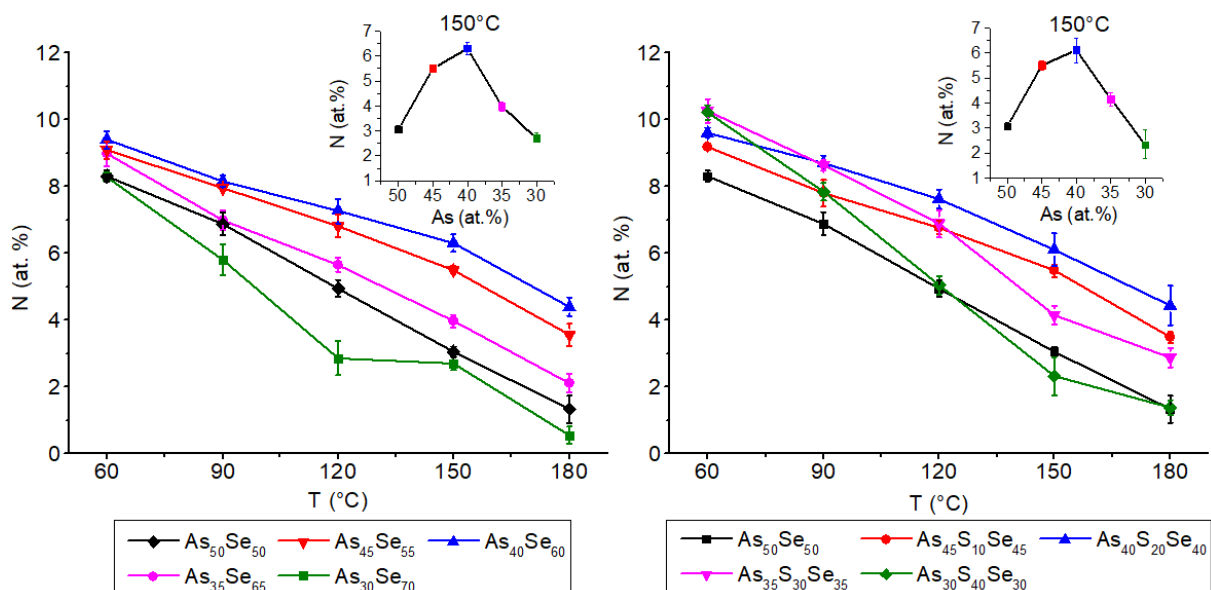 150°C
7
6
5
4
3
2
1
N (at.%)
50 45 40 35 30
As (at.%)
12
10
8
6
4
2
0
N (at. %)
60 90 120 150 180
T (°C)
As₅₀Se₅₀ As₄₅Se₅₅ As₄₀Se₆₀
As₃₅Se₆₅ As₃₀Se₇₀
150°C
7
6
5
4
3
2
1
N (at.%)
50 45 40 35 30
As (at.%)
12
10
8
6
4
2
0
N (at. %)
60 90 120 150 180
T (°C)
As₅₀Se₅₀ As₄₅S₁₀Se₄₅ As₄₀S₂₀Se₄₀
As₃₅S₃₀Se₃₅ As₃₀S₄₀Se₃₀